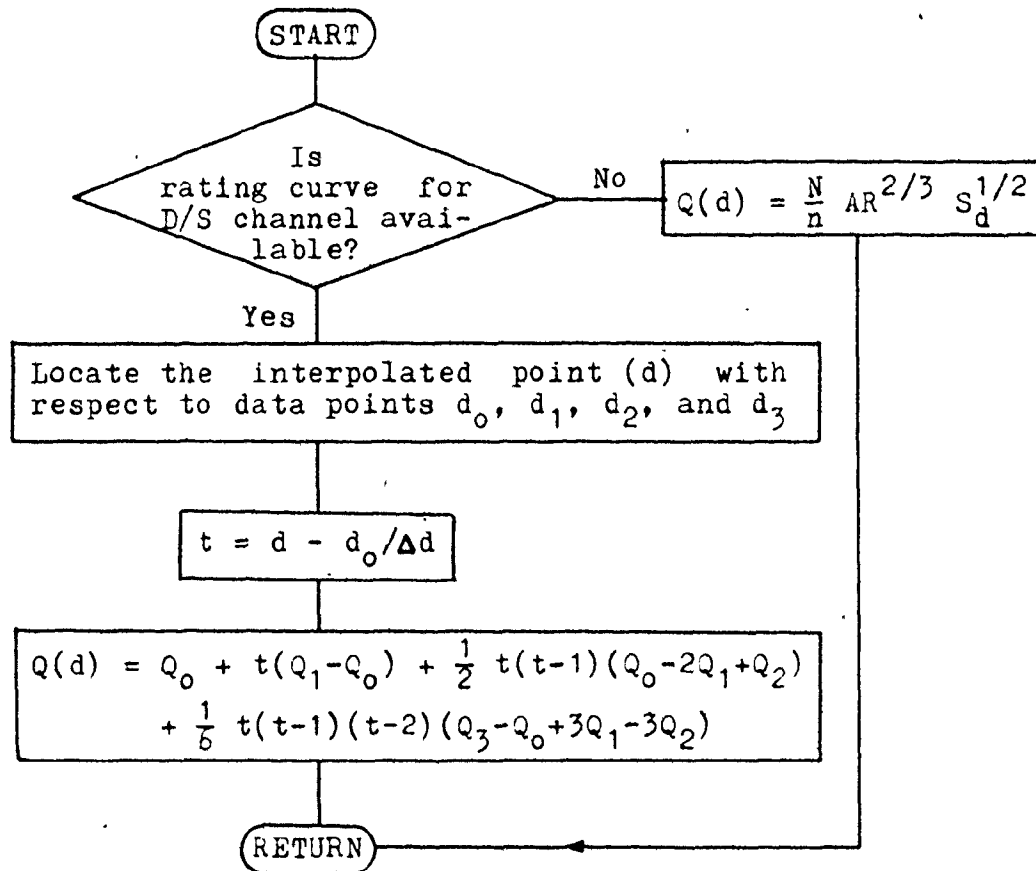 START
Is
rating curve for
D/S channel avai-
lable?
No
Q(d) = N/n AR^2/3 S_d^1/2
Yes
Locate the interpolated point (d) with
respect to data points d_o, d_1, d_2, and d_3
t = d - d_o/Δd
Q(d) = Q_o + t(Q_1-Q_o) + 1/2 t(t-1)(Q_o-2Q_1+Q_2)
+ 1/6 t(t-1)(t-2)(Q_3-Q_o+3Q_1-3Q_2)
RETURN